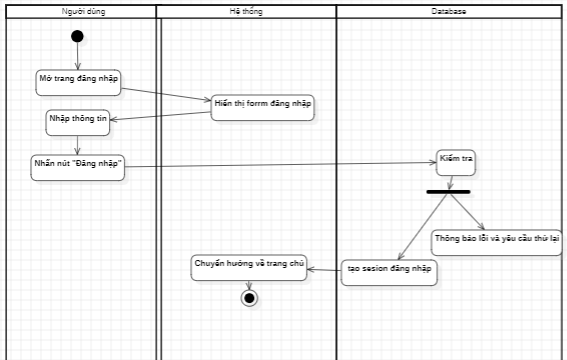 Người dùng
Hệ thống
Database
Mở trang đăng nhập
Hiển thị forrm đăng nhập
Nhập thông tin
Nhấn nút "Đăng nhập"
Kiểm tra
Thông báo lỗi và yêu cầu thử lại
Chuyển hướng về trang chủ
tạo sesion đăng nhập